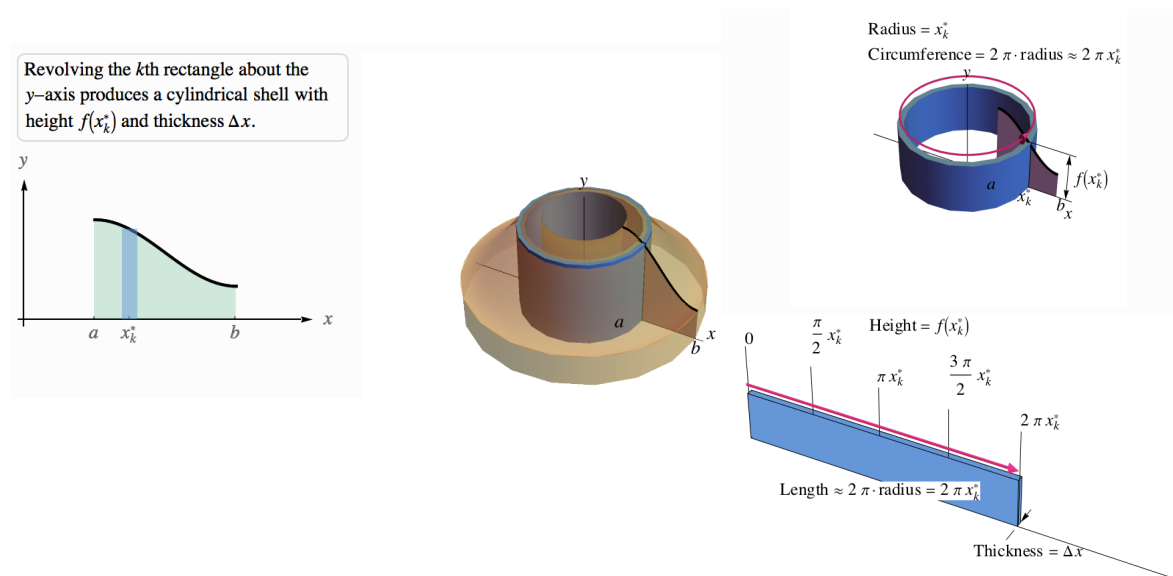 Revolving the kth rectangle about the
y–axis produces a cylindrical shell with
height f(x*k) and thickness Δx.
y
x
a
x*k
b
y
a
x
b
Radius = x*k
Circumference = 2 π · radius ≈ 2 π x*k
y
a
x*k
b
x
f(x*k)
Height = f(x*k)
0
π/2 x*k
π x*k
3 π/2 x*k
2 π x*k
Length ≈ 2 π · radius = 2 π x*k
Thickness = Δx